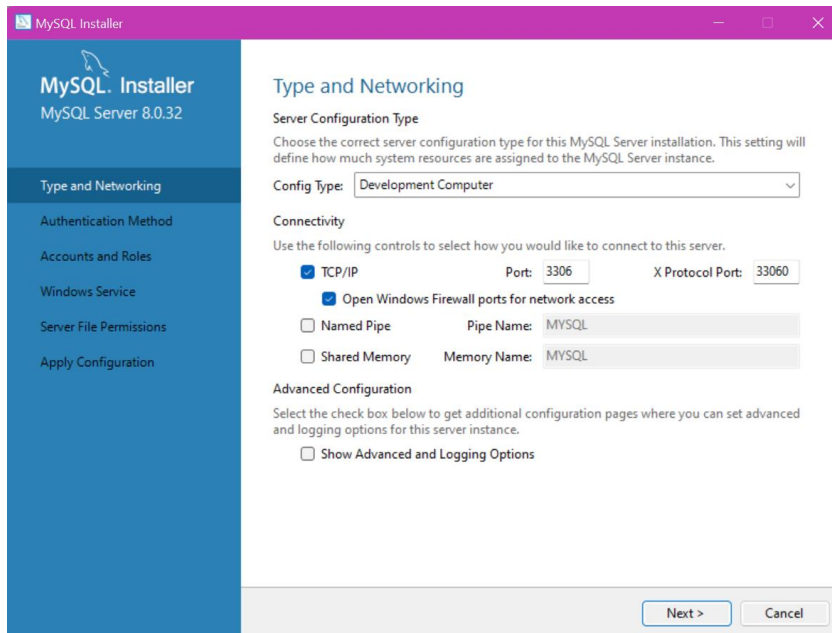 MySQL Installer
MySQL. Installer
MySQL Server 8.0.32
Type and Networking
Authentication Method
Accounts and Roles
Windows Service
Server File Permissions
Apply Configuration
Type and Networking
Server Configuration Type
Choose the correct server configuration type for this MySQL Server installation. This setting will
define how much system resources are assigned to the MySQL Server instance.
Config Type: Development Computer
Connectivity
Use the following controls to select how you would like to connect to this server.
TCP/IP Port: 3306 X Protocol Port: 33060
Open Windows Firewall ports for network access
Named Pipe Pipe Name: MYSQL
Shared Memory Memory Name: MYSQL
Advanced Configuration
Select the check box below to get additional configuration pages where you can set advanced
and logging options for this server instance.
Show Advanced and Logging Options
Next > Cancel